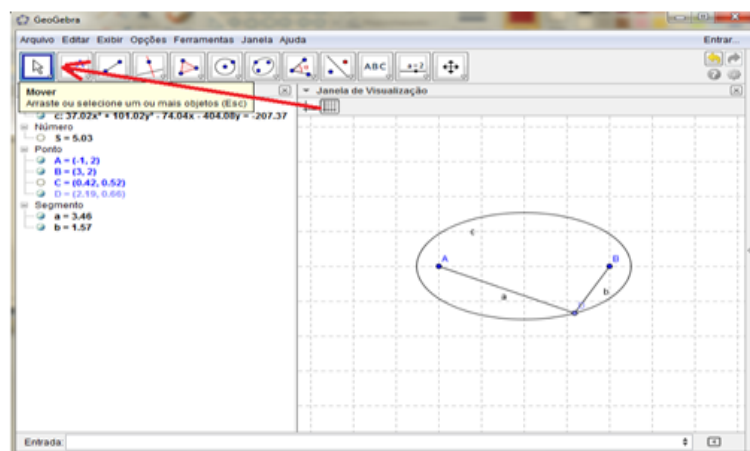 GeoGebra
Arquivo Editar Exibir Opções Ferramentas Janela Ajuda Entrar...
ABC a=2
Mover
Arraste ou selecione um ou mais objetos (Esc)
Janela de Visualização
c: 37.02x² + 101.02y² - 74.04x - 404.08y = -207.37
Número
S = 5.03
Ponto
A = (-1, 2)
B = (3, 2)
C = (0.42, 0.52)
D = (2.19, 0.66)
Segmento
a = 3.46
b = 1.57
c
A
B
a
b
Entrada: